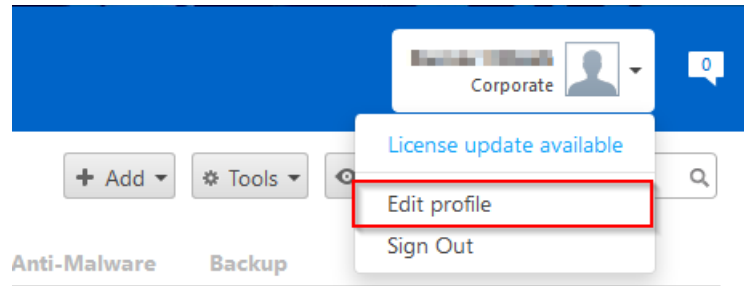 Corporate
0
License update available
Add
Tools
Edit profile
Sign Out
Anti-Malware Backup